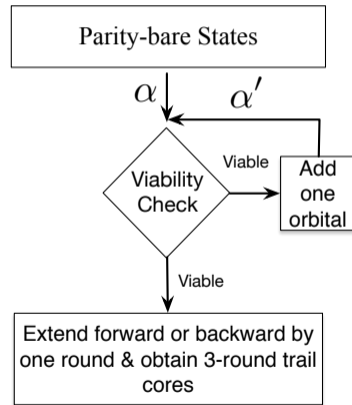 Parity-bare States
α
α′
Viability
Check
Viable
Add
one
orbital
Viable
Extend forward or backward by
one round & obtain 3-round trail
cores